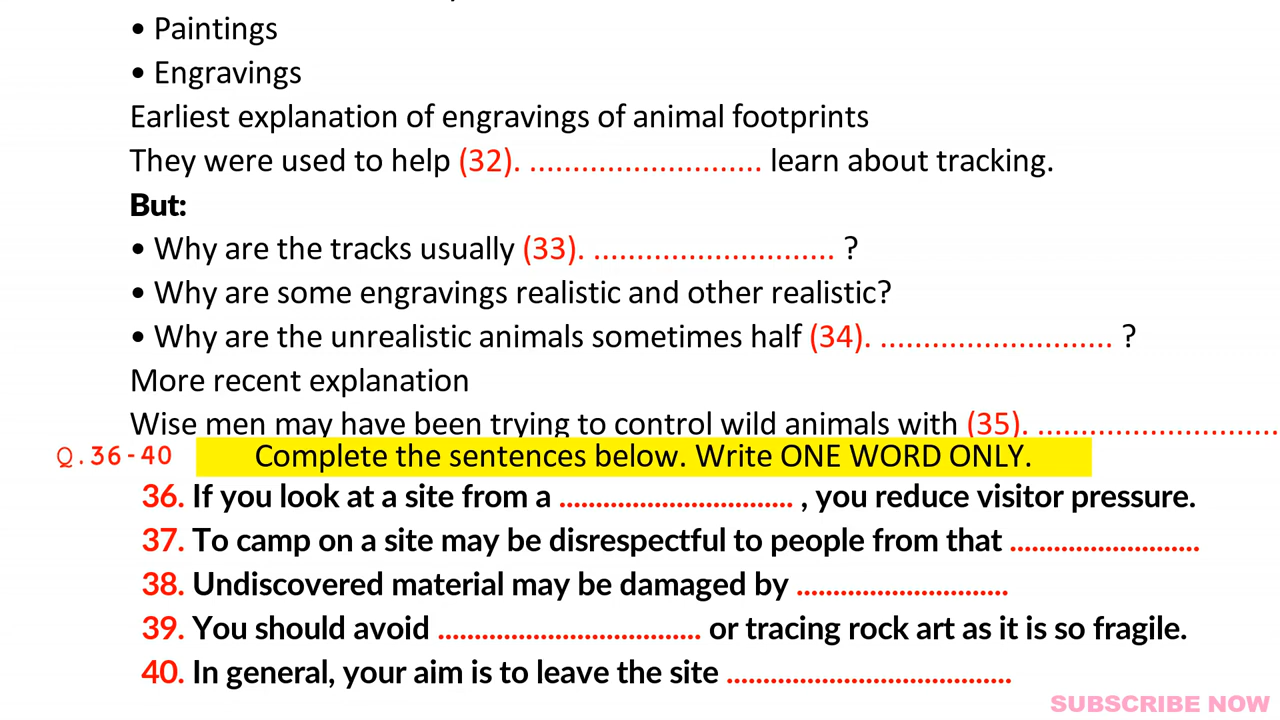 • Paintings
• Engravings
Earliest explanation of engravings of animal footprints
They were used to help (32). ........................... learn about tracking.
But:
• Why are the tracks usually (33). ............................ ?
• Why are some engravings realistic and other realistic?
• Why are the unrealistic animals sometimes half (34). ........................... ?
More recent explanation
Wise men may have been trying to control wild animals with (35). ............................
Q.36-40 Complete the sentences below. Write ONE WORD ONLY.
36. If you look at a site from a ................................ , you reduce visitor pressure.
37. To camp on a site may be disrespectful to people from that ..........................
38. Undiscovered material may be damaged by .............................
39. You should avoid .................................... or tracing rock art as it is so fragile.
40. In general, your aim is to leave the site .......................................
SUBSCRIBE NOW